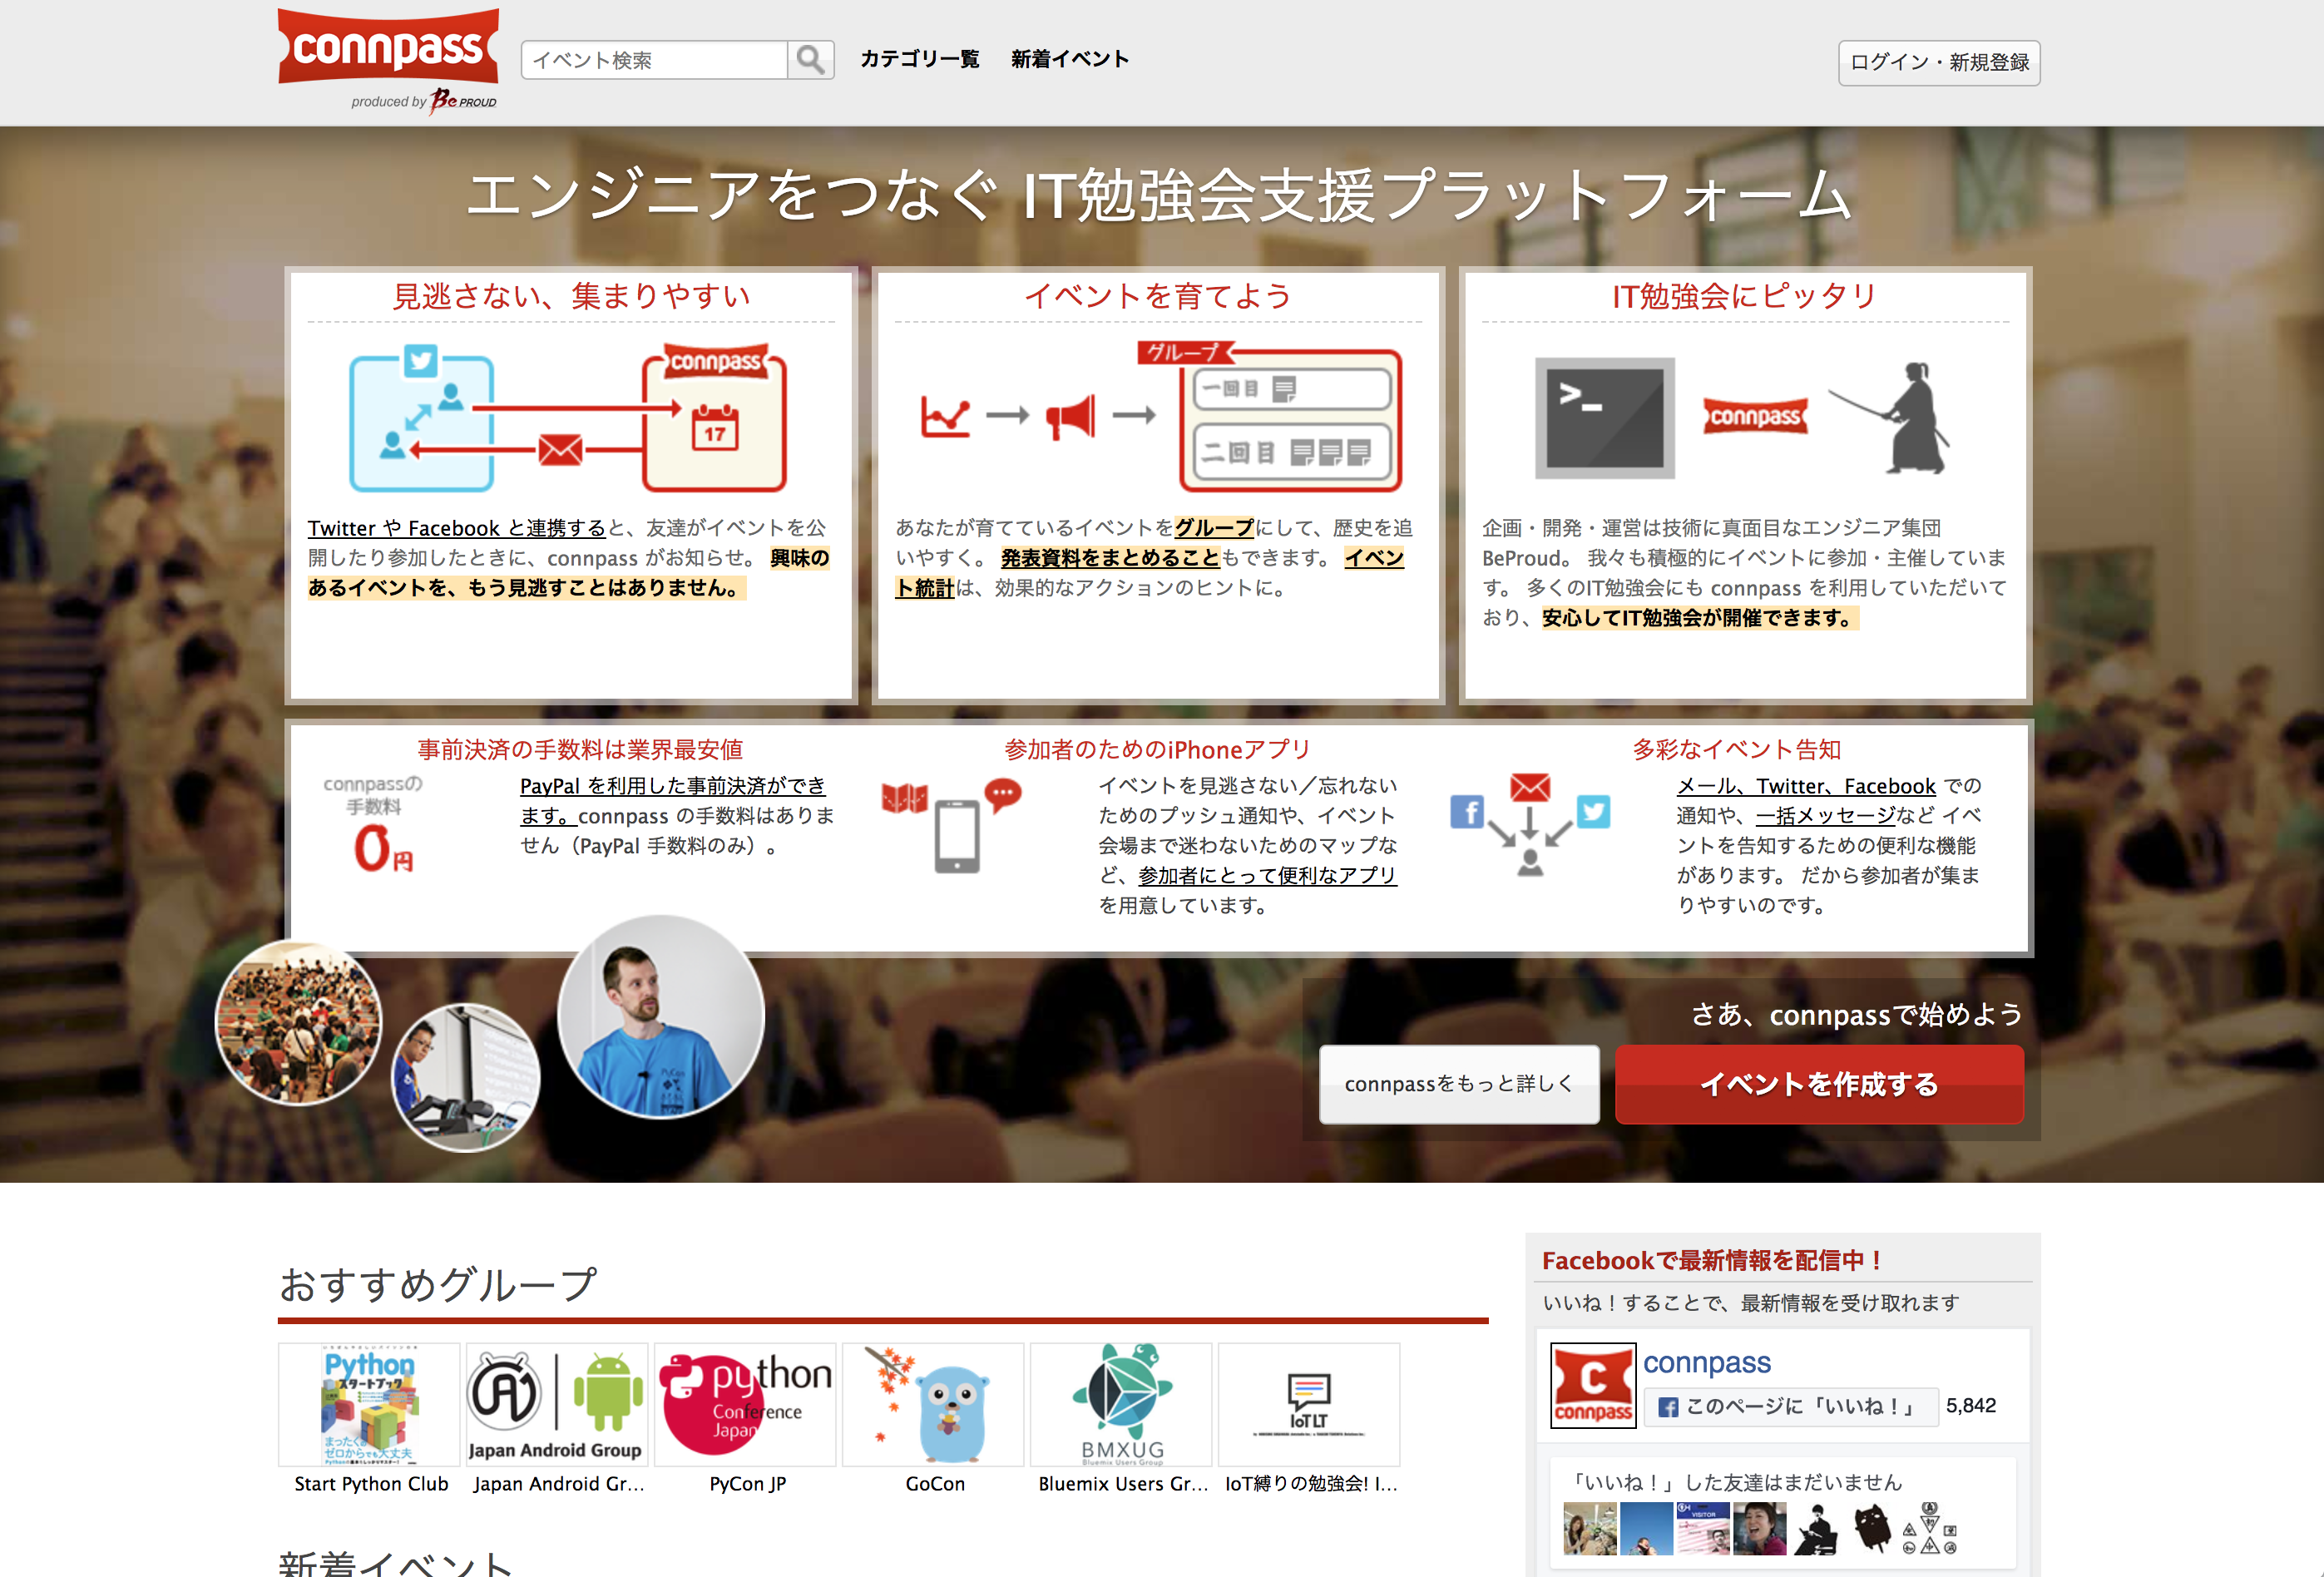 connpass
produced by Be PROUD
イベント検索
カテゴリ一覧
新着イベント
ログイン・新規登録
エンジニアをつなぐ IT勉強会支援プラットフォーム
見逃さない、集まりやすい
connpass
17
Twitter や Facebook と連携すると、友達がイベントを公
開したり参加したときに、connpass がお知らせ。 興味の
あるイベントを、もう見逃すことはありません。
イベントを育てよう
グループ
一回目
二回目
あなたが育てているイベントをグループにして、歴史を追
いやすく。 発表資料をまとめることもできます。 イベン
ト統計は、効果的なアクションのヒントに。
IT勉強会にピッタリ
>_
connpass
企画・開発・運営は技術に真面目なエンジニア集団
BeProud。 我々も積極的にイベントに参加・主催していま
す。 多くのIT勉強会にも connpass を利用していただいて
おり、安心してIT勉強会が開催できます。
事前決済の手数料は業界最安値
connpassの
手数料
0円
PayPal を利用した事前決済ができ
ます。connpass の手数料はありま
せん（PayPal 手数料のみ）。
参加者のためのiPhoneアプリ
イベントを見逃さない／忘れない
ためのプッシュ通知や、イベント
会場まで迷わないためのマップな
ど、参加者にとって便利なアプリ
を用意しています。
多彩なイベント告知
メール、Twitter、Facebook での
通知や、一括メッセージなど イベ
ントを告知するための便利な機能
があります。 だから参加者が集ま
りやすいのです。
さあ、connpassで始めよう
connpassをもっと詳しく
イベントを作成する
おすすめグループ
Python
スタートブック
まったくの
ゼロからでも大丈夫
Start Python Club
Japan Android Group
Japan Android Gr...
python
Conference
Japan
PyCon JP
GoCon
BMXUG
Bluemix Users Group
Bluemix Users Gr...
IoTLT
IoT縛りの勉強会! I...
新着イベント
Facebookで最新情報を配信中！
いいね！することで、最新情報を受け取れます
C
connpass
connpass
このページに「いいね！」
5,842
「いいね！」した友達はまだいません
VISITOR